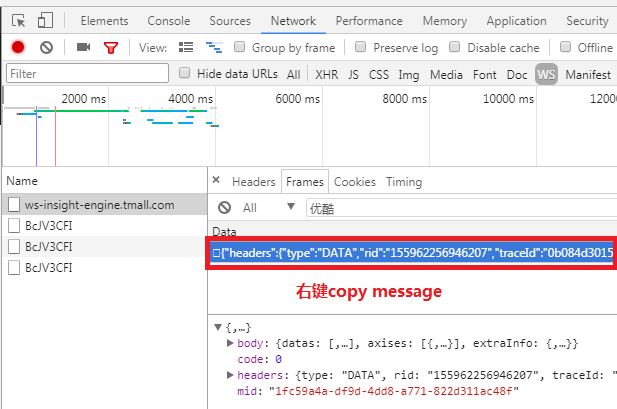 Elements Console Sources Network Performance Memory Application Security
View: Group by frame Preserve log Disable cache Offline
Filter Hide data URLs All XHR JS CSS Img Media Font Doc WS Manifest
2000 ms 4000 ms 6000 ms 8000 ms 10000 ms 1200
Name × Headers Frames Cookies Timing
ws-insight-engine.tmall.com All 优酷
BcJV3CFI Data
BcJV3CFI {"headers":{"type":"DATA","rid":"155962256946207","traceId":"0b084d3015
BcJV3CFI
右键copy message
{,…}
body: {datas: [,…], axises: [{,…}], extraInfo: {,…}}
code: 0
headers: {type: "DATA", rid: "155962256946207", traceId: "
mid: "1fc59a4a-df9d-4dd8-a771-822d311ac48f"